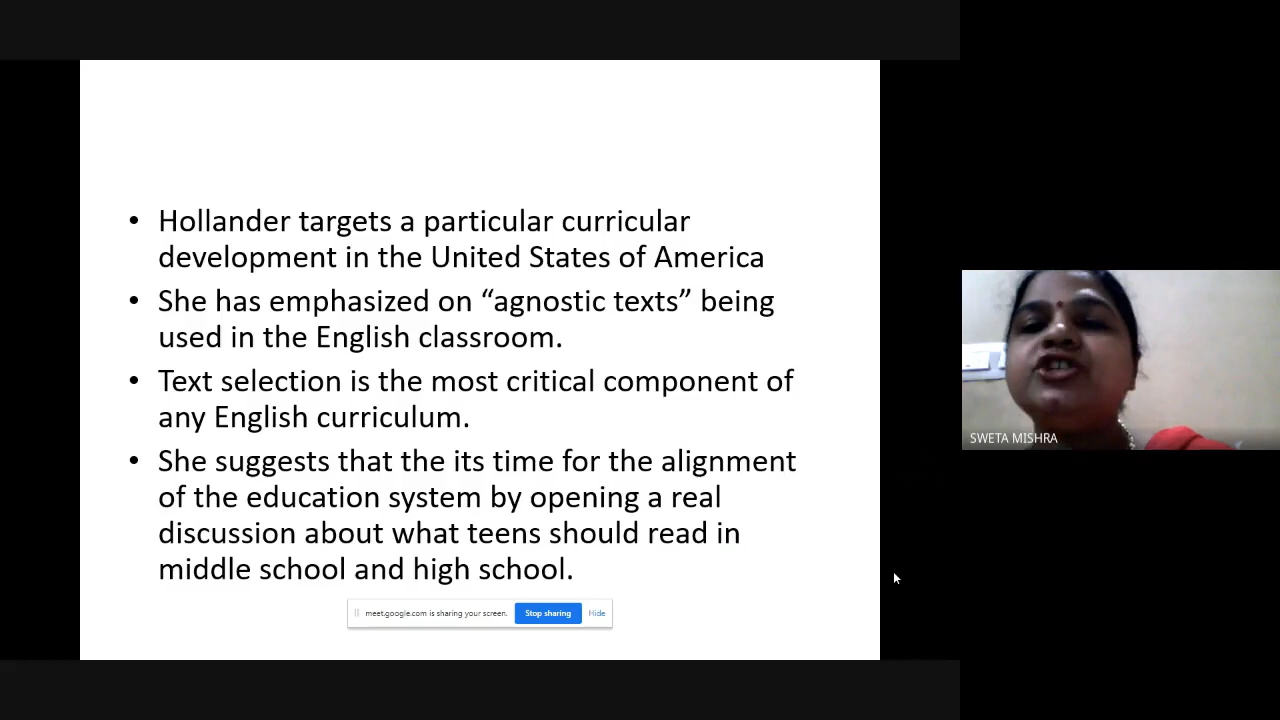 • Hollander targets a particular curricular
development in the United States of America
• She has emphasized on “agnostic texts” being
used in the English classroom.
• Text selection is the most critical component of
any English curriculum.
• She suggests that the its time for the alignment
of the education system by opening a real
discussion about what teens should read in
middle school and high school.
meet.google.com is sharing your screen. Stop sharing Hide
SWETA MISHRA